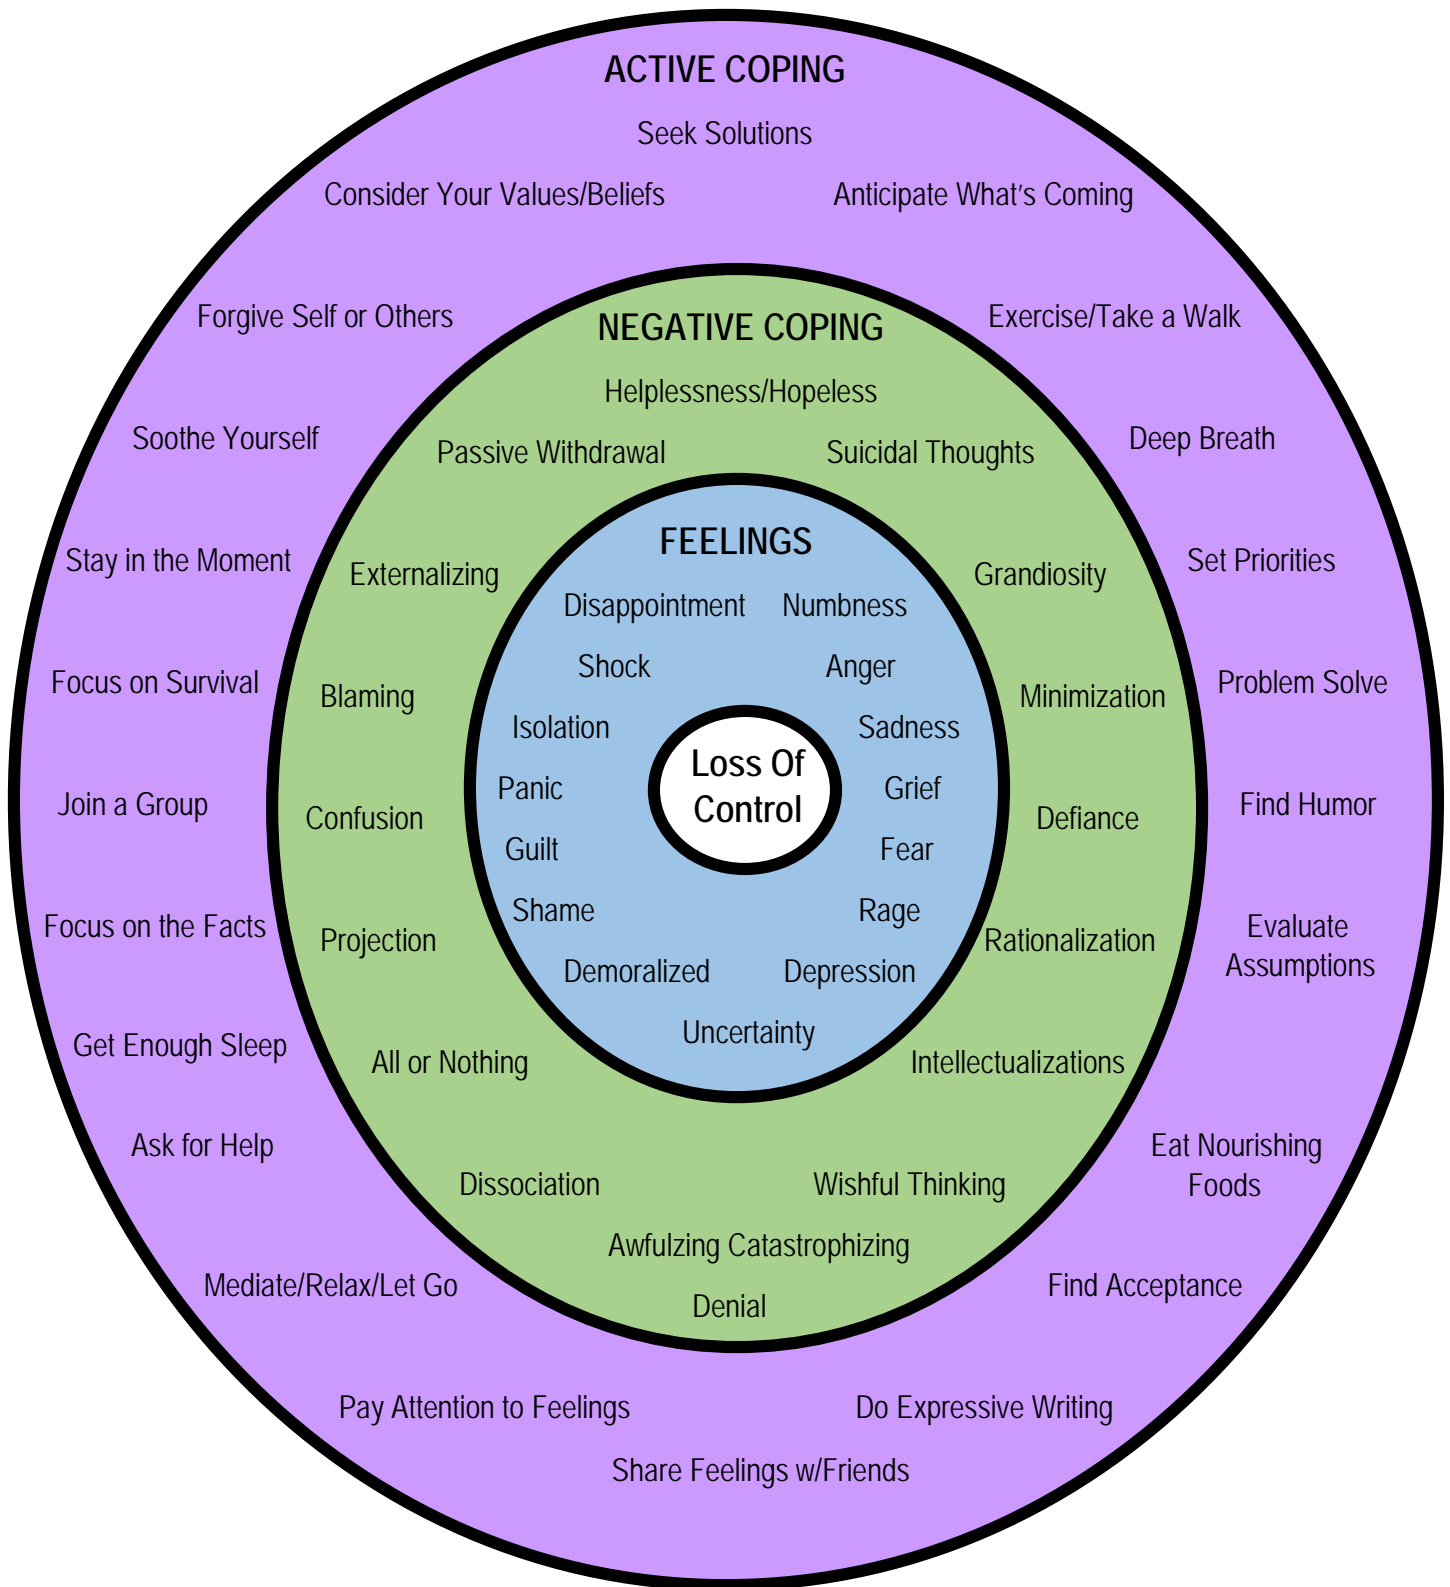 ACTIVE COPING
Seek Solutions
Consider Your Values/Beliefs
Anticipate What's Coming
Forgive Self or Others
Exercise/Take a Walk
Soothe Yourself
Deep Breath
Stay in the Moment
Set Priorities
Focus on Survival
Problem Solve
Join a Group
Find Humor
Focus on the Facts
Evaluate
Assumptions
Get Enough Sleep
Ask for Help
Eat Nourishing
Foods
Mediate/Relax/Let Go
Find Acceptance
Pay Attention to Feelings
Do Expressive Writing
Share Feelings w/Friends
NEGATIVE COPING
Helplessness/Hopeless
Passive Withdrawal
Suicidal Thoughts
Externalizing
Grandiosity
Blaming
Minimization
Confusion
Defiance
Projection
Rationalization
All or Nothing
Intellectualizations
Dissociation
Wishful Thinking
Awfulzing Catastrophizing
Denial
FEELINGS
Disappointment
Numbness
Shock
Anger
Isolation
Sadness
Panic
Grief
Guilt
Fear
Shame
Rage
Demoralized
Depression
Uncertainty
Loss Of
Control